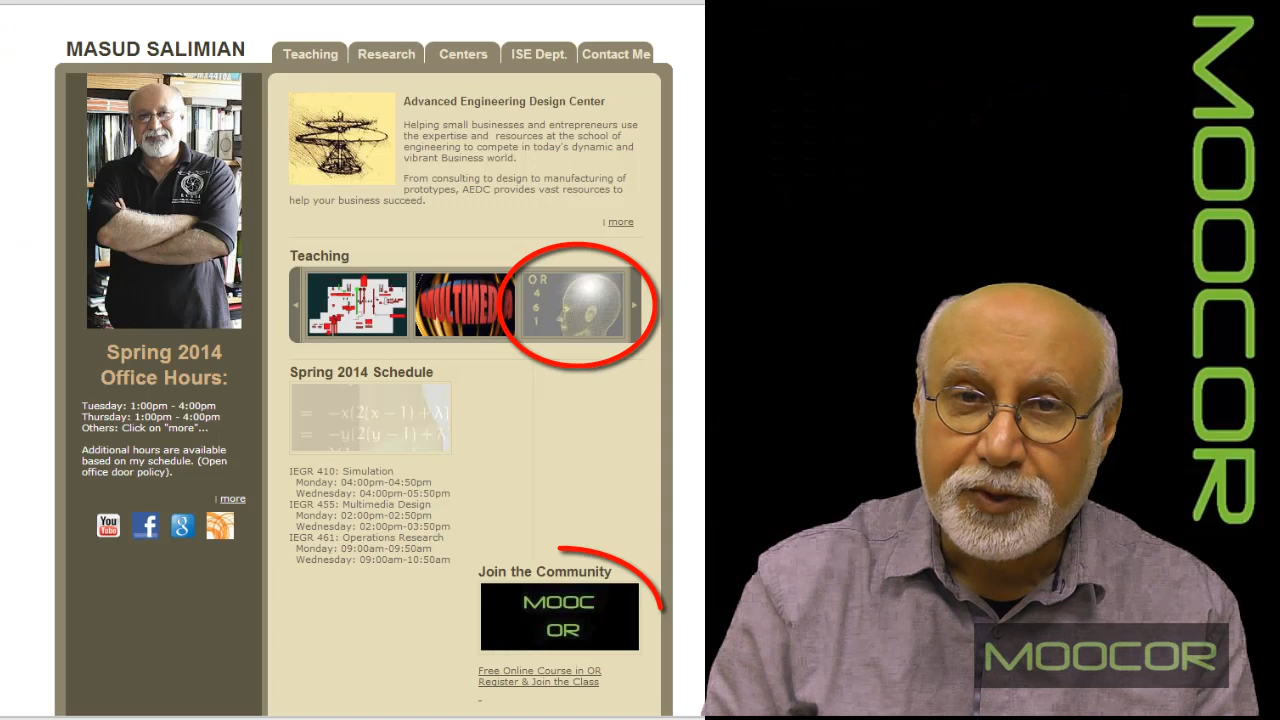 MASUD SALIMIAN
Teaching
Research
Centers
ISE Dept.
Contact Me
Advanced Engineering Design Center
Helping small businesses and entrepreneurs use
the expertise and resources at the school of
engineering to compete in today's dynamic and
vibrant Business world.
From consulting to design to manufacturing of
prototypes, AEDC provides vast resources to
help your business succeed.
| more
Teaching
MULTIMED
OR
4
6
1
Spring 2014
Office Hours:
Tuesday: 1:00pm - 4:00pm
Thursday: 1:00pm - 4:00pm
Others: Click on "more"...
Additional hours are available
based on my schedule. (Open
office door policy).
| more
You
Tube
f
g
Spring 2014 Schedule
= -x[2(x-1)+λ]
= -y[2(y-1)+λ
IEGR 410: Simulation
Monday: 04:00pm-04:50pm
Wednesday: 04:00pm-05:50pm
IEGR 455: Multimedia Design
Monday: 02:00pm-02:50pm
Wednesday: 02:00pm-03:50pm
IEGR 461: Operations Research
Monday: 09:00am-09:50am
Wednesday: 09:00am-10:50am
Join the Community
MOOC
OR
Free Online Course in OR
Register & Join the Class
-
MOOCOR
MOOCOR